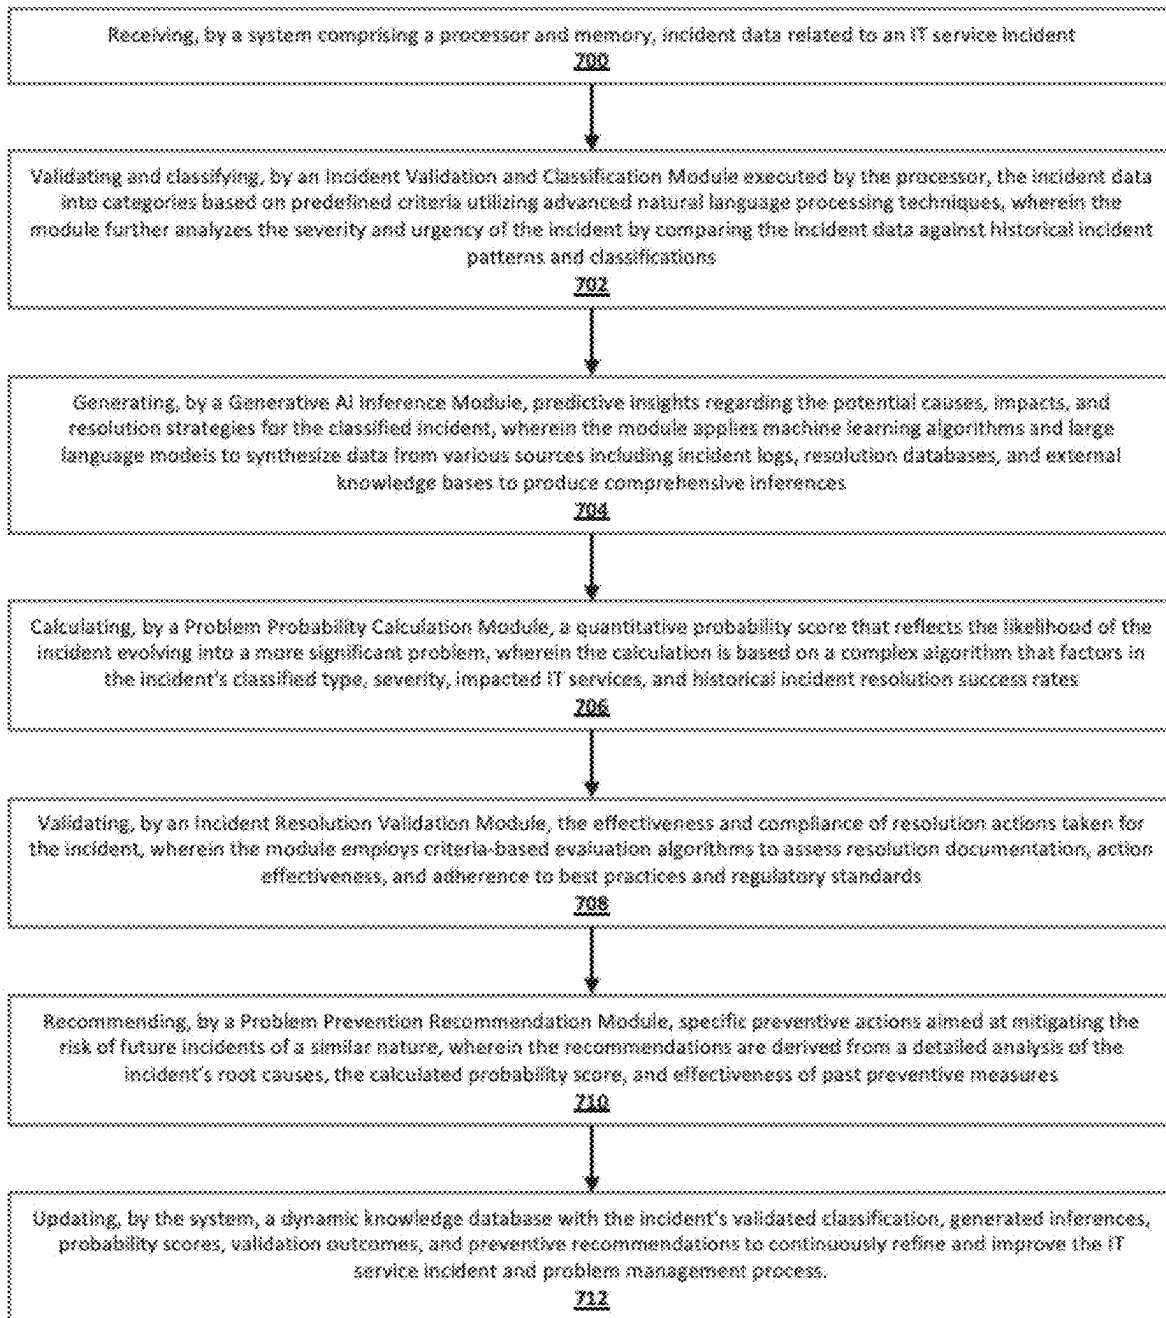 Receiving, by a system comprising a processor and memory, incident data related to an IT service incident
700
Validating and classifying, by an Incident Validation and Classification Module executed by the processor, the incident data
into categories based on predefined criteria utilizing advanced natural language processing techniques, wherein the
module further analyzes the severity and urgency of the incident by comparing the incident data against historical incident
patterns and classifications
702
Generating, by a Generative AI Inference Module, predictive insights regarding the potential causes, impacts, and
resolution strategies for the classified incident, wherein the module applies machine learning algorithms and large
language models to synthesize data from various sources including incident logs, resolution databases, and external
knowledge bases to produce comprehensive inferences
704
Calculating, by a Problem Probability Calculation Module, a quantitative probability score that reflects the likelihood of the
incident evolving into a more significant problem, wherein the calculation is based on a complex algorithm that factors in
the incident's classified type, severity, impacted IT services, and historical incident resolution success rates
706
Validating, by an Incident Resolution Validation Module, the effectiveness and compliance of resolution actions taken for
the incident, wherein the module employs criteria-based evaluation algorithms to assess resolution documentation, action
effectiveness, and adherence to best practices and regulatory standards
708
Recommending, by a Problem Prevention Recommendation Module, specific preventive actions aimed at mitigating the
risk of future incidents of a similar nature, wherein the recommendations are derived from a detailed analysis of the
incident's root causes, the calculated probability score, and effectiveness of past preventive measures
710
Updating, by the system, a dynamic knowledge database with the incident's validated classification, generated inferences,
probability scores, validation outcomes, and preventive recommendations to continuously refine and improve the IT
service incident and problem management process.
712